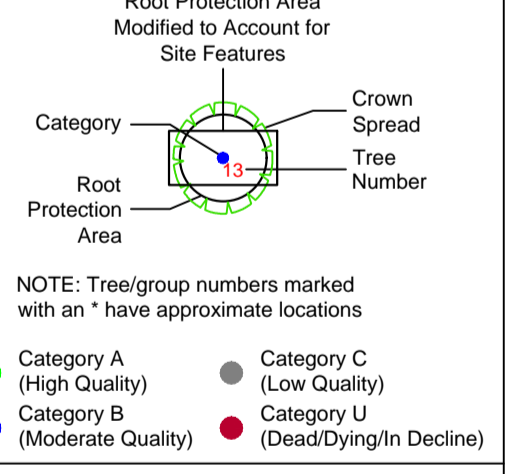 Root Protection Area
Modified to Account for
Site Features
Category
Crown
Spread
13
Tree
Number
Root
Protection
Area
NOTE: Tree/group numbers marked
with an * have approximate locations
Category A
(High Quality)
Category C
(Low Quality)
Category B
(Moderate Quality)
Category U
(Dead/Dying/In Decline)